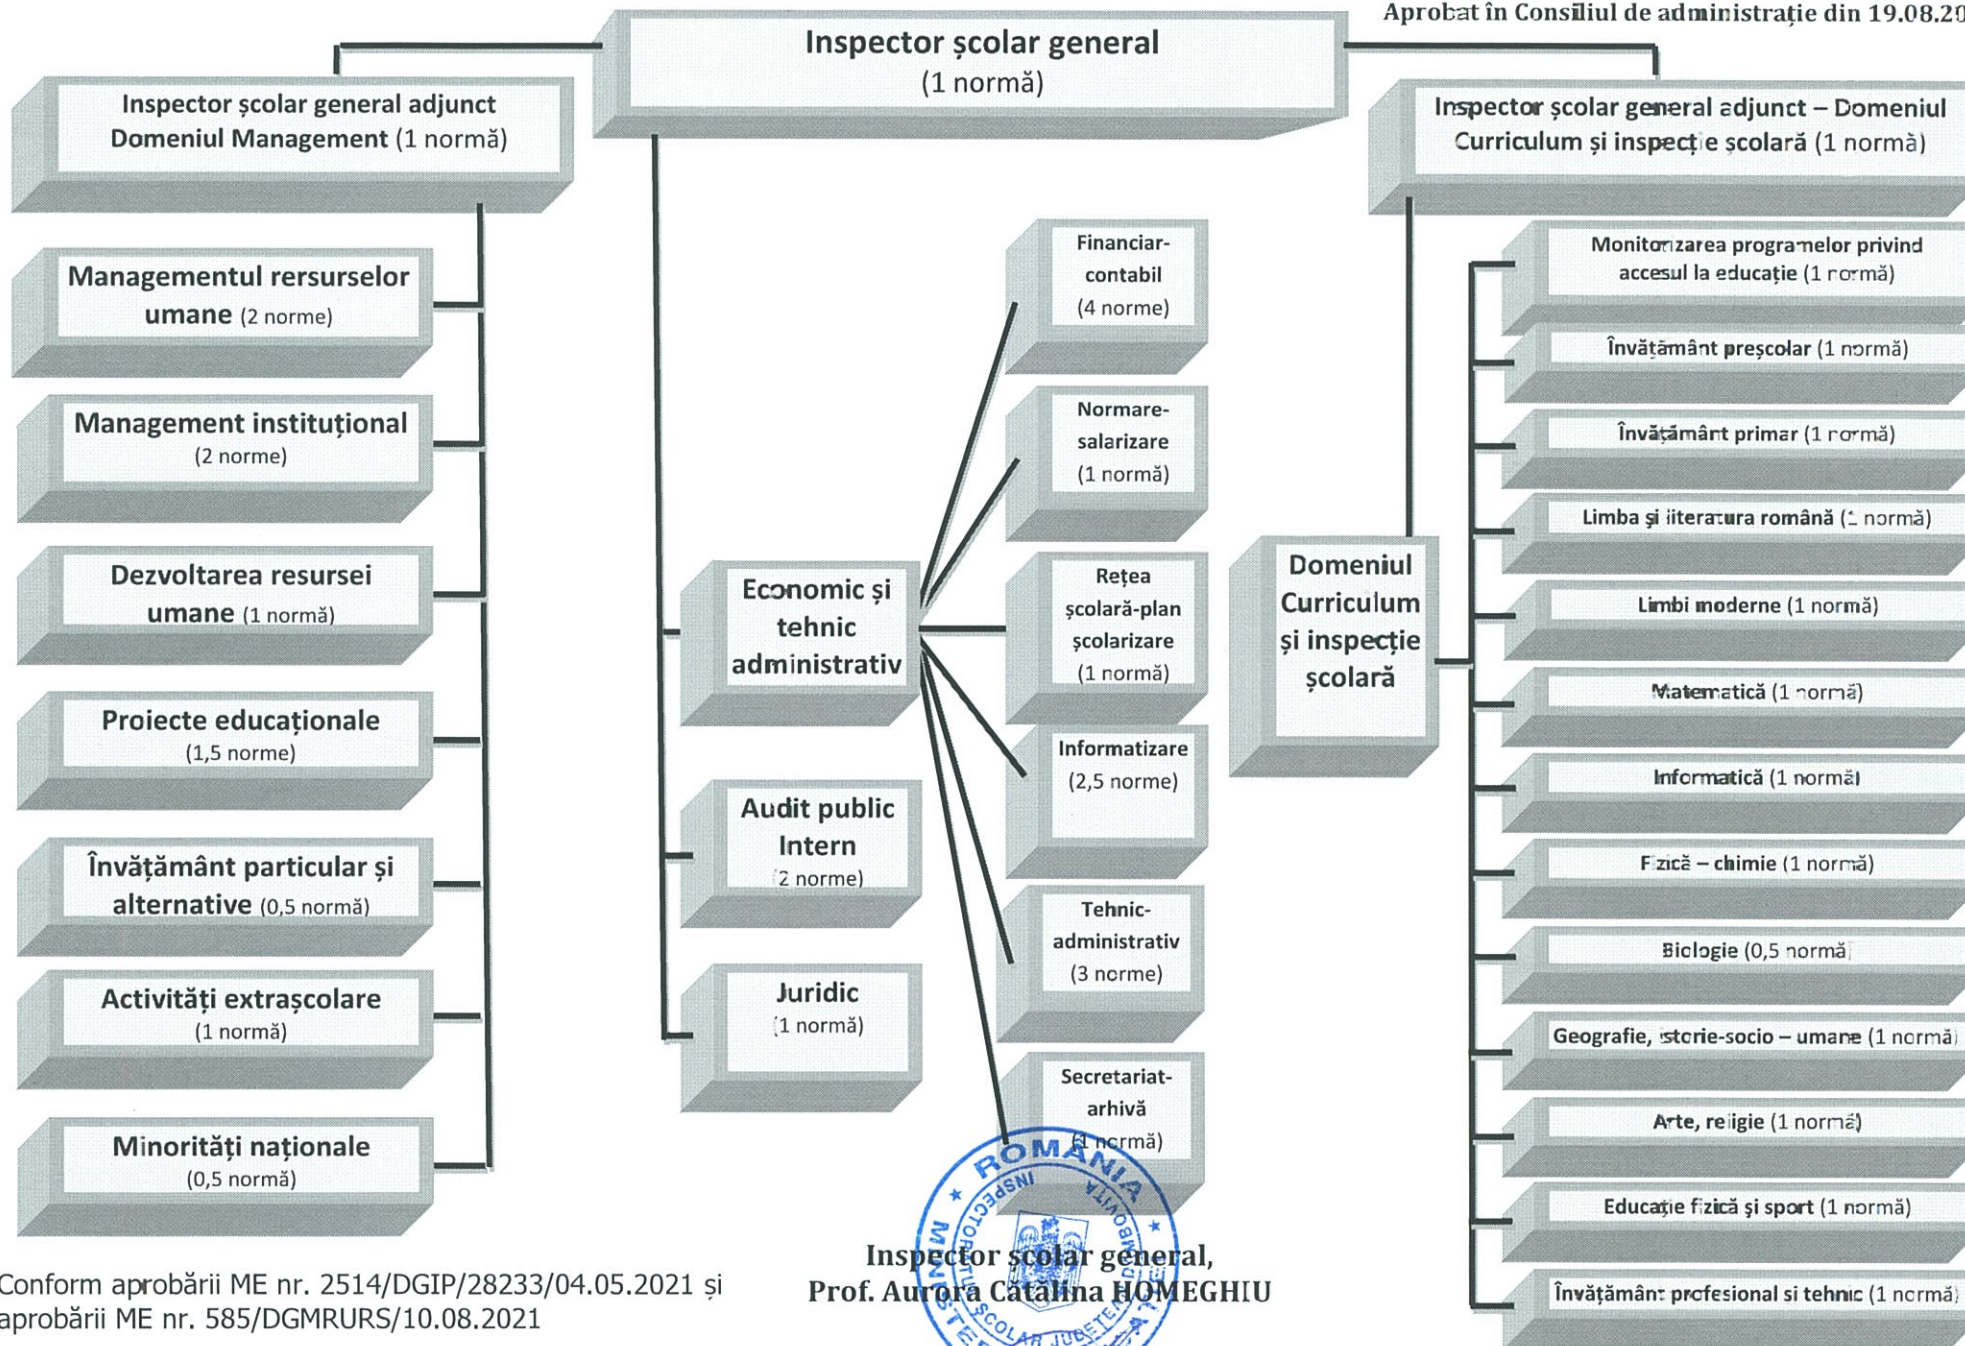 Aprobat în Consiliul de administrație din 19.08.20
Inspector școlar general
(1 normă)
Inspector școlar general adjunct
Domeniul Management (1 normă)
Inspector școlar general adjunct – Domeniul
Curriculum și inspecție școlară (1 normă)
Managementul rersurselor
umane (2 norme)
Management instituțional
(2 norme)
Dezvoltarea resursei
umane (1 normă)
Proiecte educaționale
(1,5 norme)
Învățământ particular și
alternative (0,5 normă)
Activități extrașcolare
(1 normă)
Minorități naționale
(0,5 normă)
Economic și
tehnic
administrativ
Audit public
Intern
(2 norme)
Juridic
(1 normă)
Financiar-
contabil
(4 norme)
Normare-
salarizare
(1 normă)
Rețea
școlară-plan
școlarizare
(1 normă)
Informatizare
(2,5 norme)
Tehnic-
administrativ
(3 norme)
Secretariat-
arhivă
(1 normă)
Domeniul
Curriculum
și inspecție
școlară
Monitorizarea programelor privind
accesul la educație (1 normă)
Învățământ preșcolar (1 normă)
Învățământ primar (1 normă)
Limba și literatura română (1 normă)
Limbi moderne (1 normă)
Matematică (1 normă)
Informatică (1 normă)
Fizică – chimie (1 normă)
Biologie (0,5 normă)
Geografie, istorie-socio – umane (1 normă)
Arte, religie (1 normă)
Educație fizică și sport (1 normă)
Învățământ profesional si tehnic (1 normă)
Conform aprobării ME nr. 2514/DGIP/28233/04.05.2021 și
aprobării ME nr. 585/DGMRURS/10.08.2021
Inspector școlar general,
Prof. Aurora Cătălina HOMEGHIU
ROMÂNIA
INSPECTORATUL ȘCOLAR JUDEȚEAN DÂMBOVIȚA